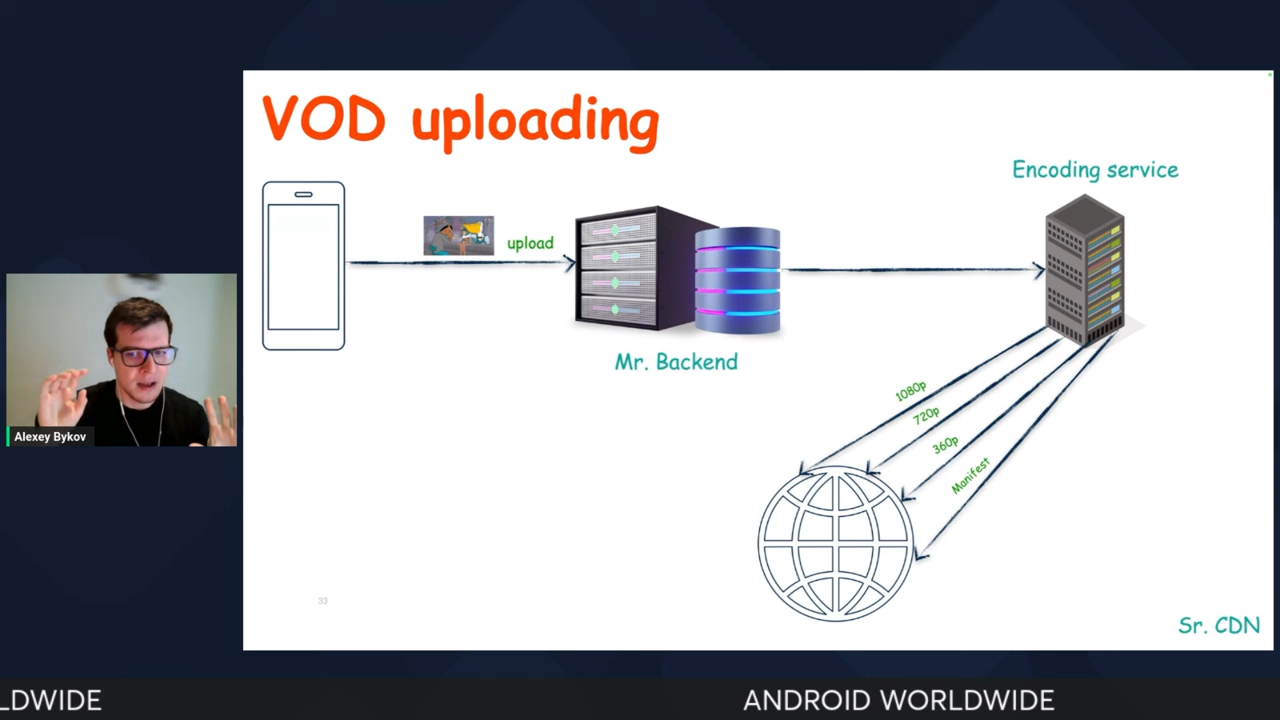 VOD uploading
Encoding service
upload
Mr. Backend
1080p
720p
360p
Manifest
Alexey Bykov
33
Sr. CDN
LDWIDE
ANDROID WORLDWIDE